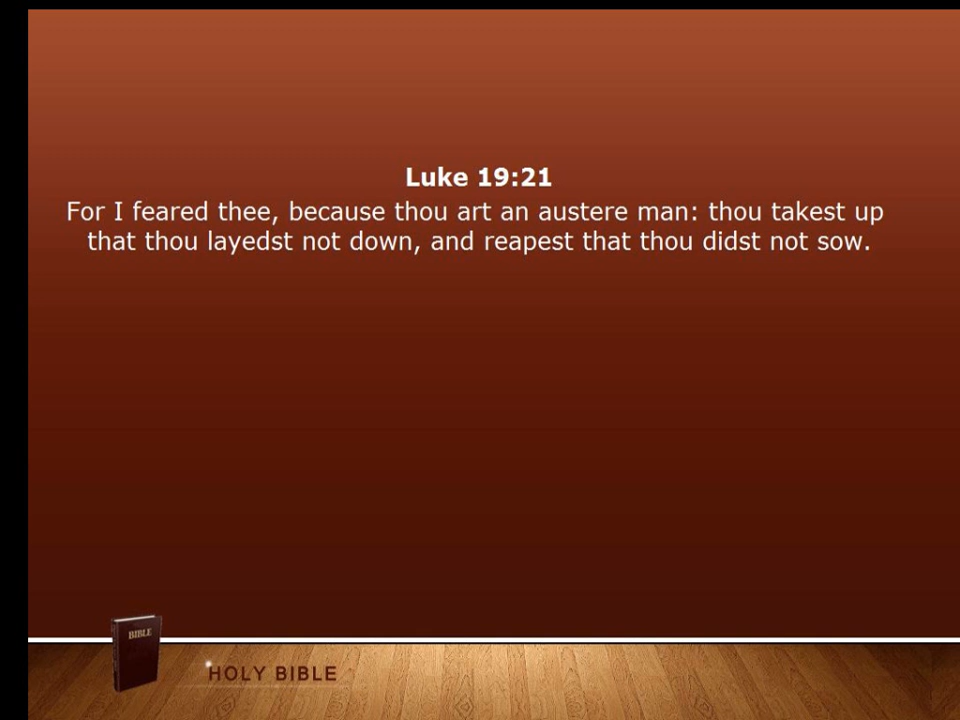 Luke 19:21
For I feared thee, because thou art an austere man: thou takest up
that thou layedst not down, and reapest that thou didst not sow.
BIBLE
HOLY BIBLE